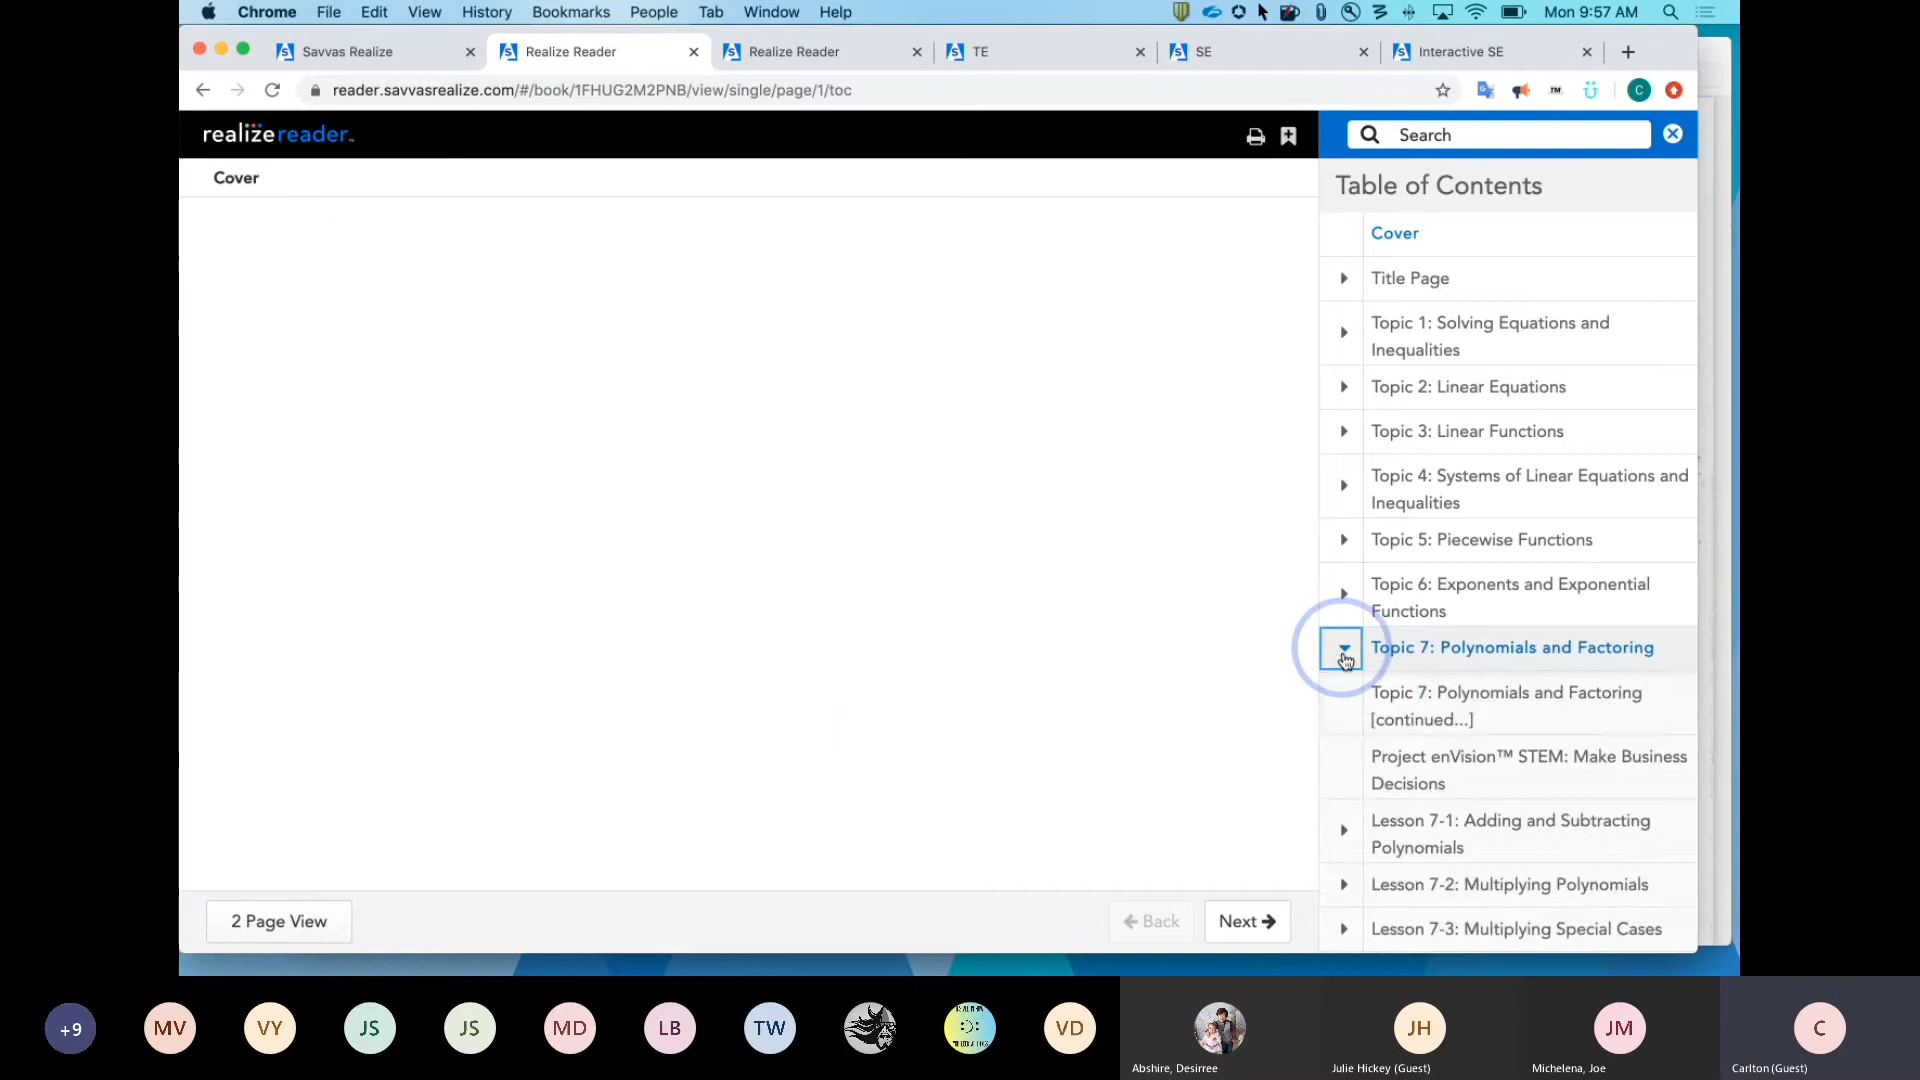 Chrome File Edit View History Bookmarks People Tab Window Help Mon 9:57 AM
Savvas Realize Realize Reader Realize Reader TE SE Interactive SE
reader.savvasrealize.com/#/book/1FHUG2M2PNB/view/single/page/1/toc TM C
realizereader Search
Cover
Table of Contents
Cover
Title Page
Topic 1: Solving Equations and
Inequalities
Topic 2: Linear Equations
Topic 3: Linear Functions
Topic 4: Systems of Linear Equations and
Inequalities
Topic 5: Piecewise Functions
Topic 6: Exponents and Exponential
Functions
Topic 7: Polynomials and Factoring
Topic 7: Polynomials and Factoring
[continued...]
Project enVision™ STEM: Make Business
Decisions
Lesson 7-1: Adding and Subtracting
Polynomials
Lesson 7-2: Multiplying Polynomials
Lesson 7-3: Multiplying Special Cases
2 Page View Back Next
+9 MV VY JS JS MD LB TW VD JH JM C
Abshire, Desirree Julie Hickey (Guest) Michelena, Joe Carlton (Guest)